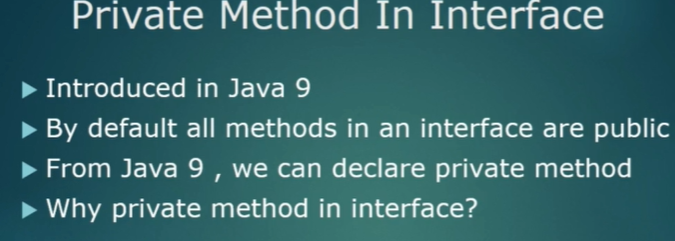 Private Method In Interface
Introduced in Java 9
By default all methods in an interface are public
From Java 9 , we can declare private method
Why private method in interface?